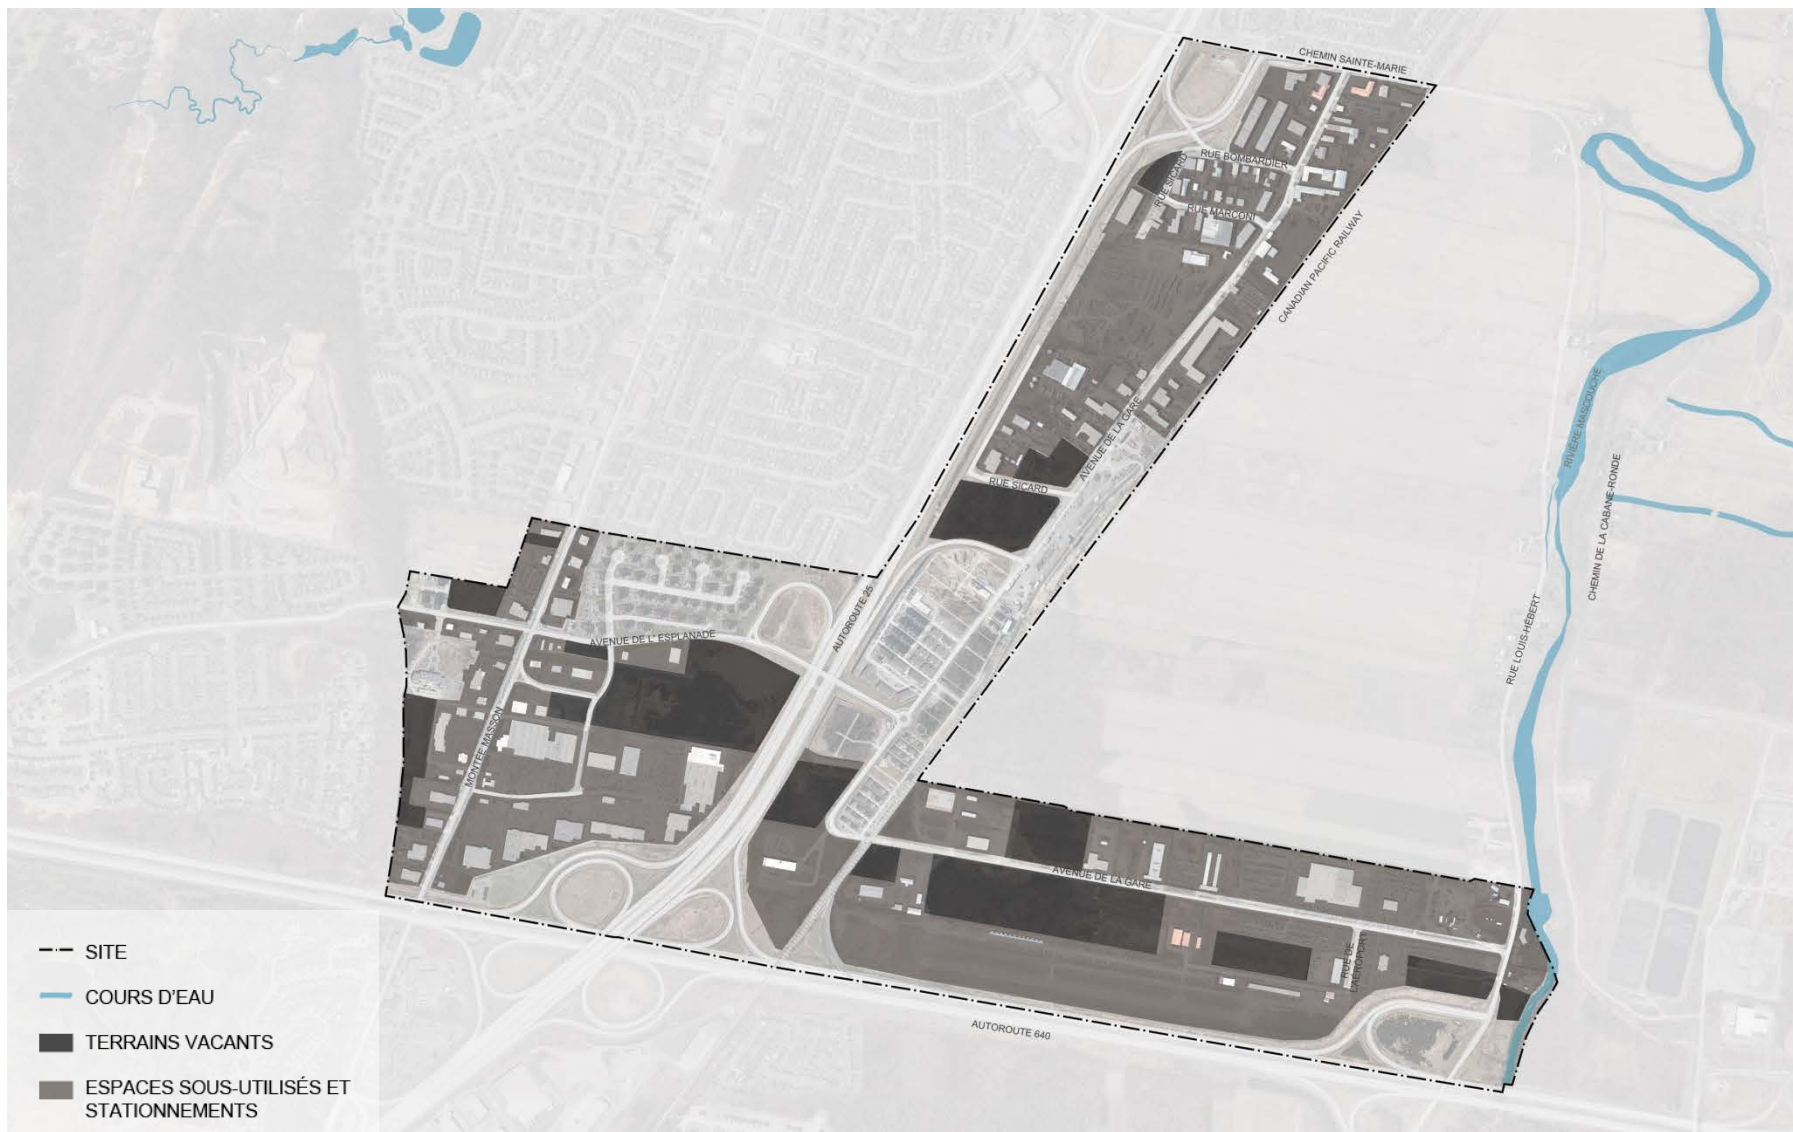 CHEMIN SAINTE-MARIE
RUE BOMBARDIER
RUE SICARD
RUE MARCONI
CANADIAN PACIFIC RAILWAY
RIVIÈRE MASCOUCHE
AVENUE DE LA GARE
RUE SICARD
CHEMIN DE LA CABANE-RONDE
RUE LOUIS-HÉBERT
AUTOROUTE 25
AVENUE DE L' ESPLANADE
MONTÉE MASSON
AVENUE DE LA GARE
RUE DE
L'AÉROPORT
AUTOROUTE 640
SITE
COURS D'EAU
TERRAINS VACANTS
ESPACES SOUS-UTILISÉS ET
STATIONNEMENTS